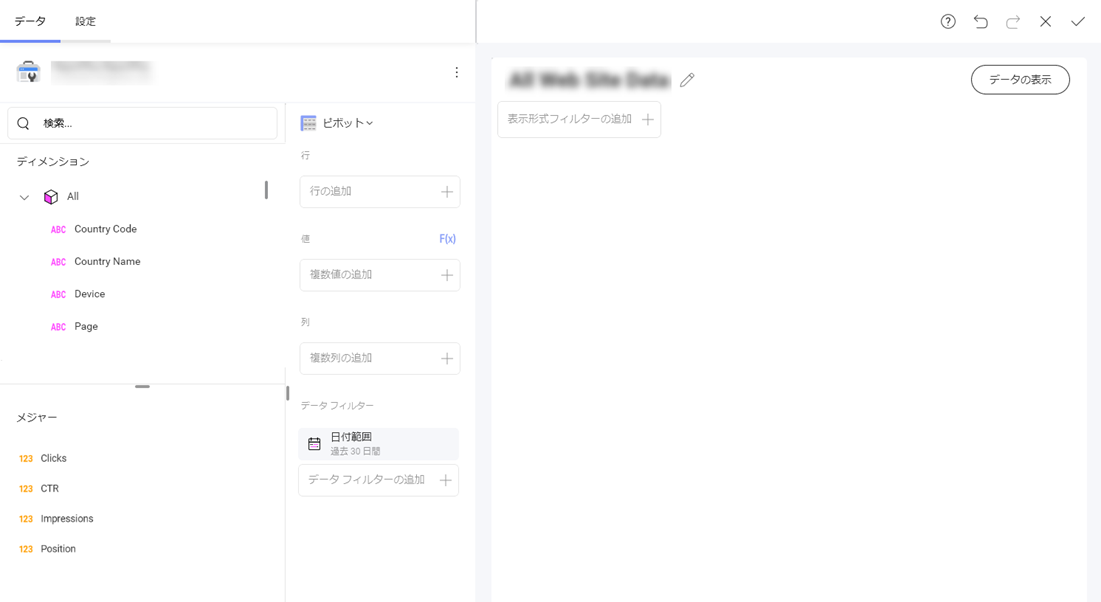 データ
設定
検索...
ディメンション
All
ABC Country Code
ABC Country Name
ABC Device
ABC Page
メジャー
123 Clicks
123 CTR
123 Impressions
123 Position
ピボット
行
行の追加
値 F(x)
複数値の追加
列
複数列の追加
データ フィルター
日付範囲
過去 30 日間
データ フィルターの追加
All Web Site Data
データの表示
表示形式フィルターの追加